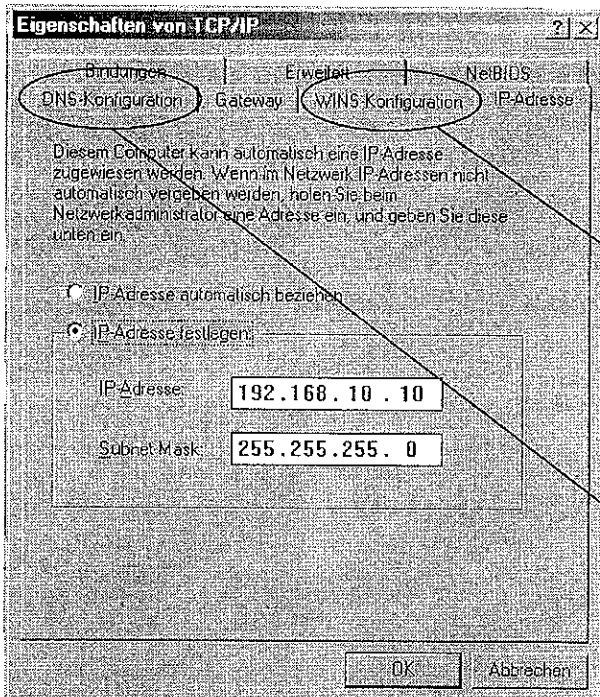 Eigenschaften von TCP/IP
Bindungen Erweitert NetBIOS
DNS-Konfiguration Gateway WINS-Konfiguration IP-Adresse
Diesem Computer kann automatisch eine IP-Adresse
zugewiesen werden. Wenn im Netzwerk IP-Adressen nicht
automatisch vergeben werden, holen Sie beim
Netzwerkadministrator eine Adresse ein, und geben Sie diese
unten ein.
IP-Adresse automatisch beziehen
IP-Adresse festlegen:
IP-Adresse: 192.168.10.10
Subnet Mask: 255.255.255.0
OK Abbrechen